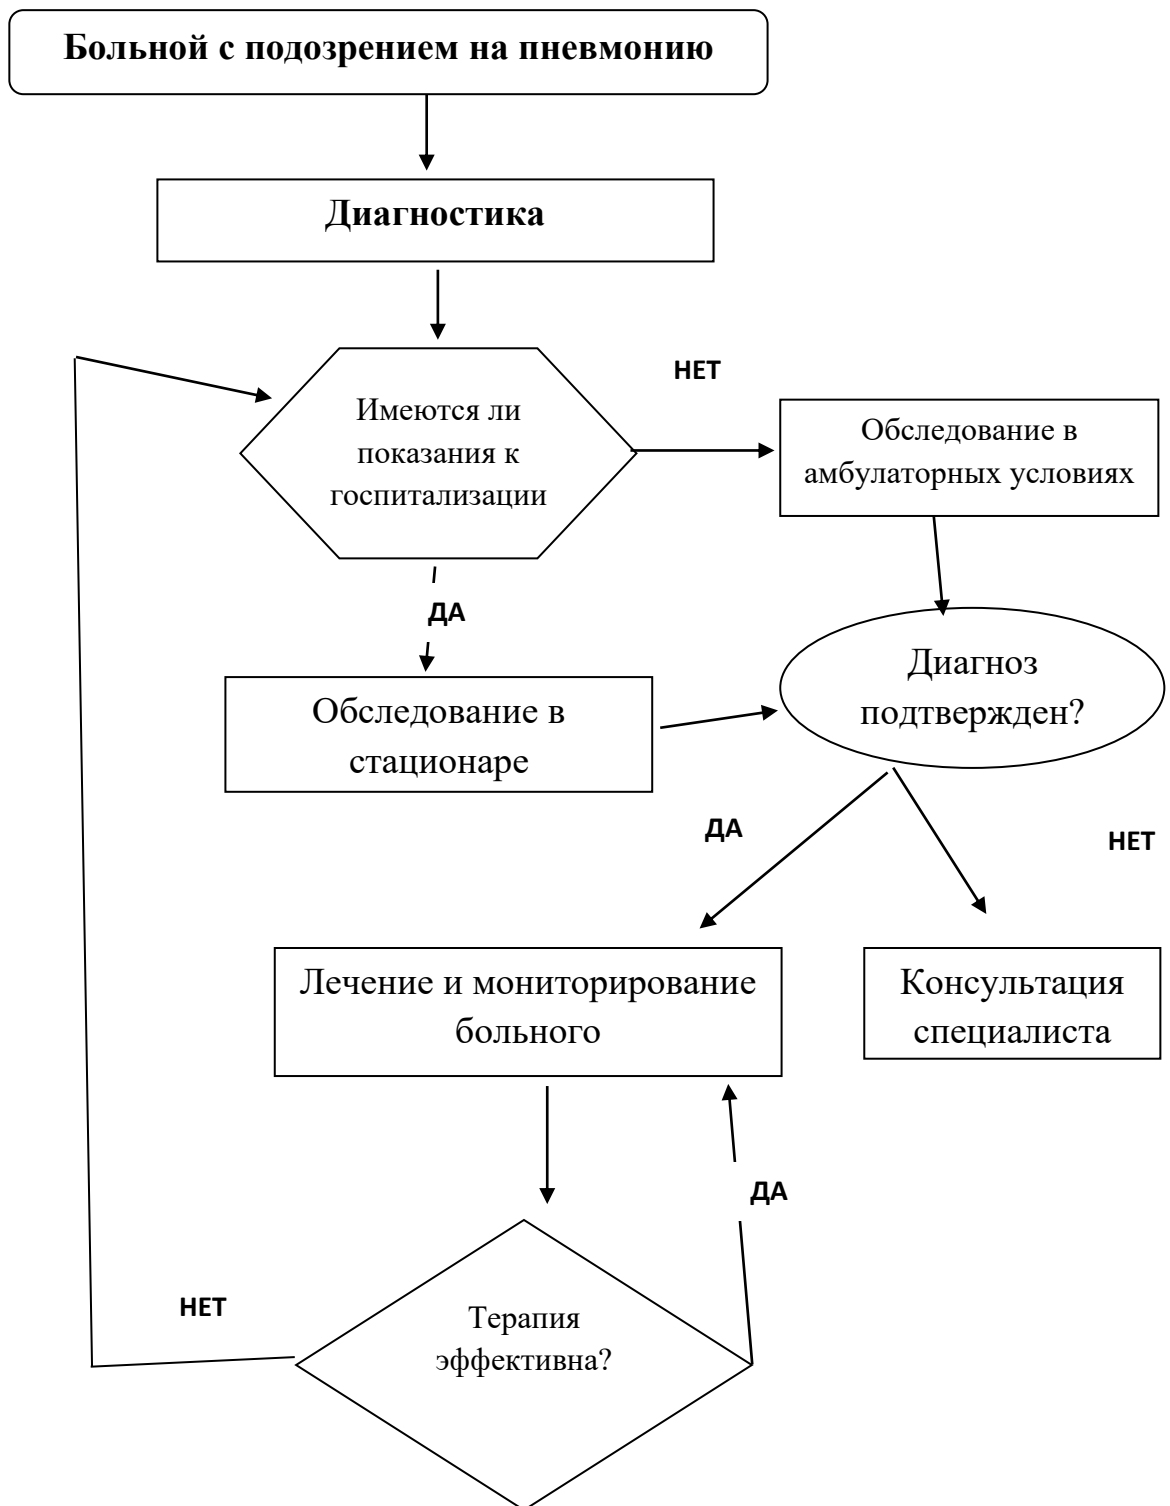 Больной с подозрением на пневмонию
Диагностика
Имеются ли
показания к
госпитализации
НЕТ
Обследование в
амбулаторных условиях
ДА
Обследование в
стационаре
Диагноз
подтвержден?
ДА
НЕТ
Лечение и мониторирование
больного
Консультация
специалиста
ДА
НЕТ
Терапия
эффективна?